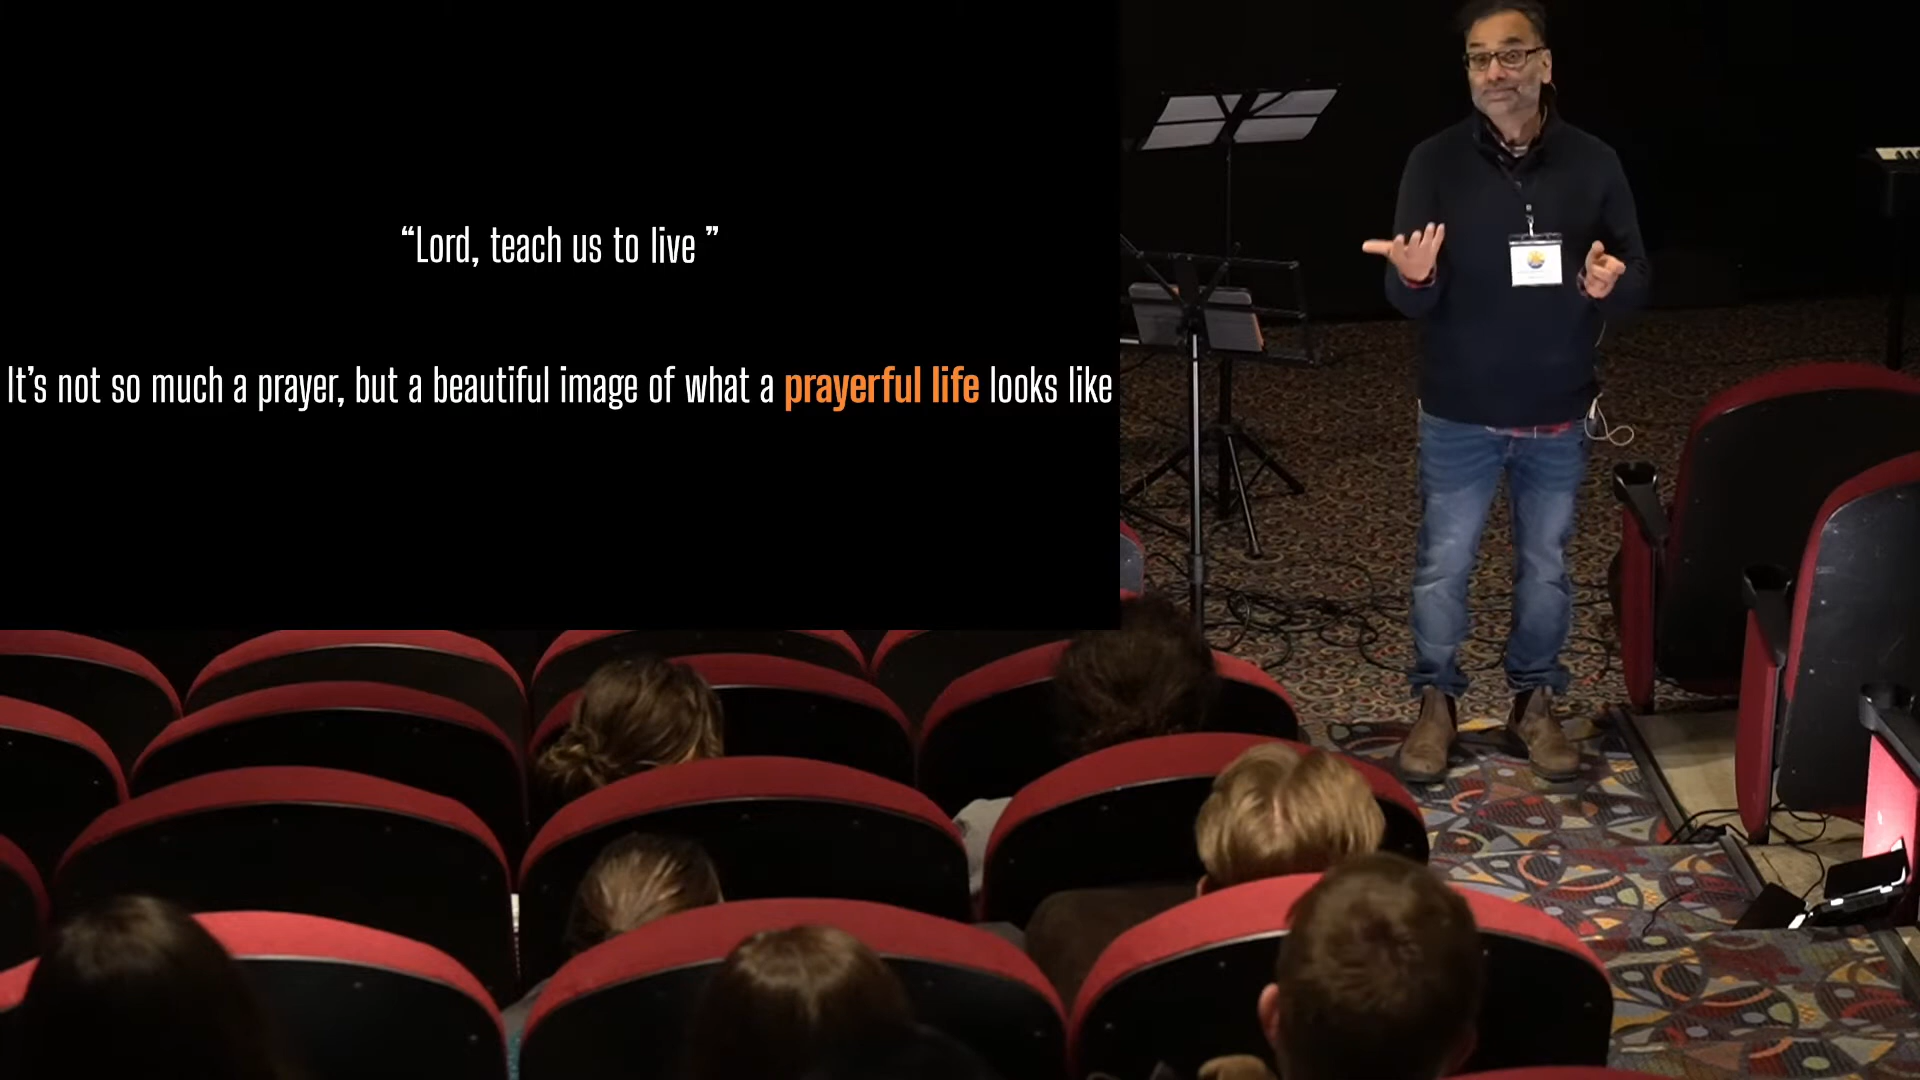 “Lord, teach us to live ”
It’s not so much a prayer, but a beautiful image of what a prayerful life looks like